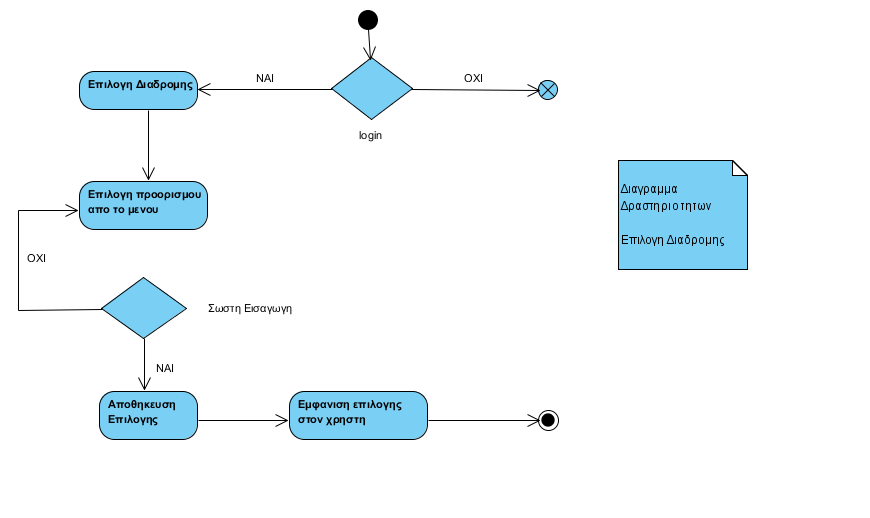 ΝΑΙ
ΟΧΙ
Επιλογη Διαδρομης
login
Επιλογη προορισμου
απο το μενου
Διαγραμμα
Δραστηριοτητων
Επιλογη Διαδρομης
ΟΧΙ
Σωστη Εισαγωγη
ΝΑΙ
Αποθηκευση
Επιλογης
Εμφανιση επιλογης
στον χρηστη